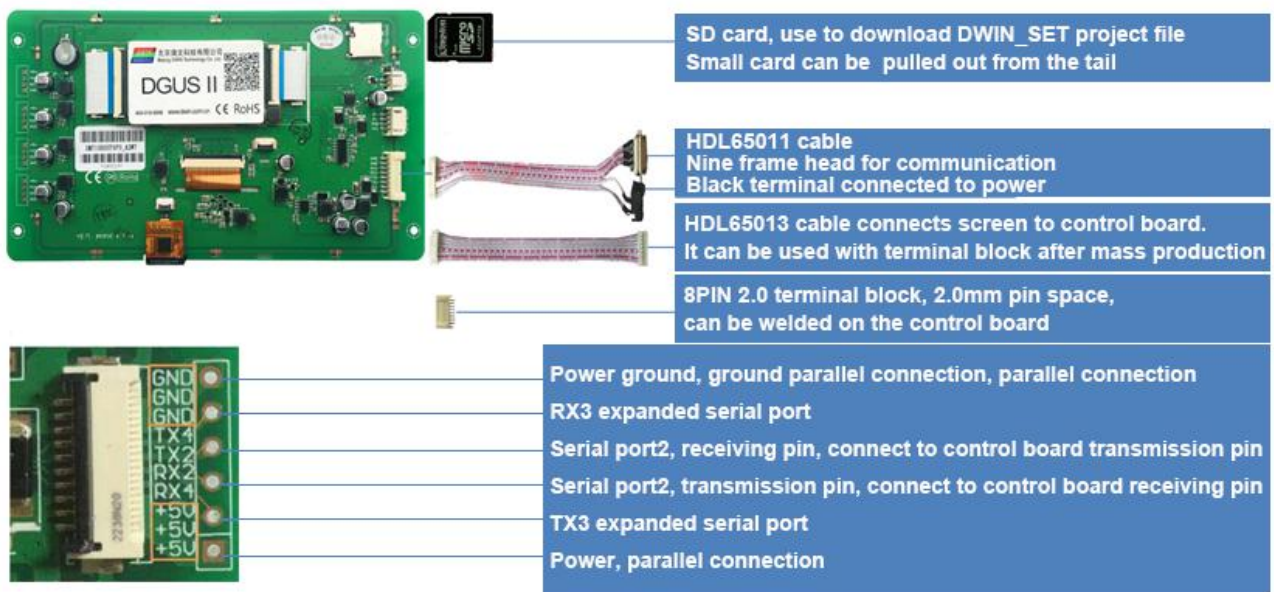 SD card, use to download DWIN_SET project file
Small card can be pulled out from the tail
DGUS II
CE RoHS
HDL65011 cable
Nine frame head for communication
Black terminal connected to power
HDL65013 cable connects screen to control board.
It can be used with terminal block after mass production
8PIN 2.0 terminal block, 2.0mm pin space,
can be welded on the control board
GND
GND
GND
TX4
TX2
RX2
RX4
+5V
+5V
+5V
Power ground, ground parallel connection, parallel connection
RX3 expanded serial port
Serial port2, receiving pin, connect to control board transmission pin
Serial port2, transmission pin, connect to control board receiving pin
TX3 expanded serial port
Power, parallel connection